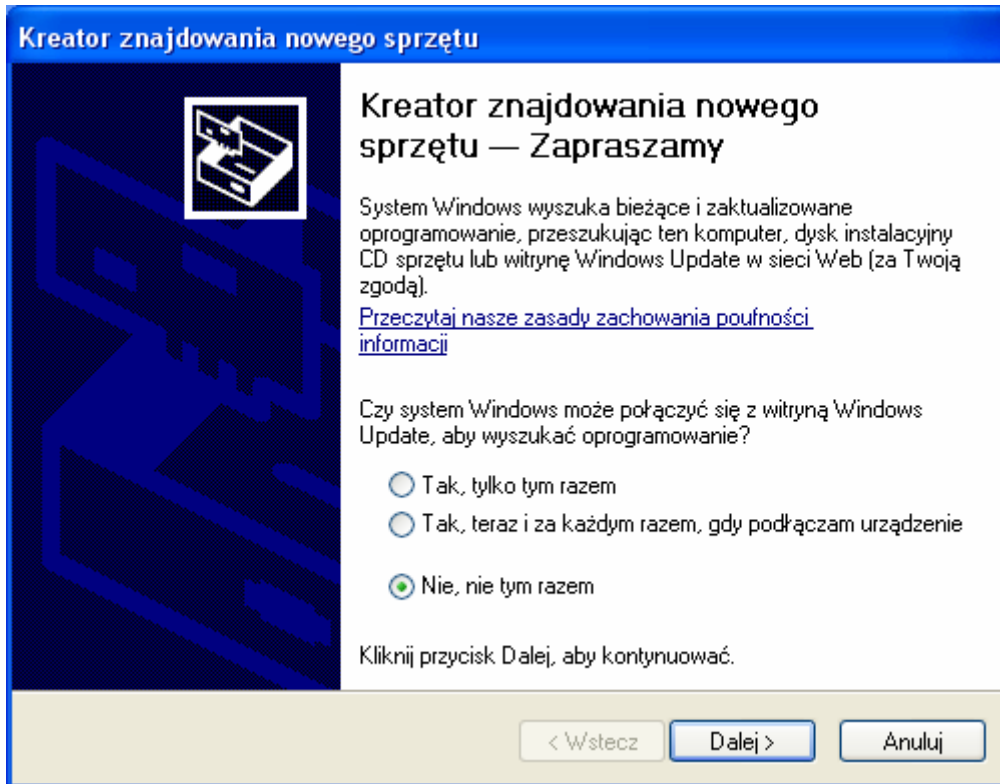 Kreator znajdowania nowego sprzętu
Kreator znajdowania nowego
sprzętu — Zapraszamy
System Windows wyszuka bieżące i zaktualizowane
oprogramowanie, przeszukując ten komputer, dysk instalacyjny
CD sprzętu lub witrynę Windows Update w sieci Web (za Twoją
zgodą).
Przeczytaj nasze zasady zachowania poufności
informacji
Czy system Windows może połączyć się z witryną Windows
Update, aby wyszukać oprogramowanie?
Tak, tylko tym razem
Tak, teraz i za każdym razem, gdy podłączam urządzenie
Nie, nie tym razem
Kliknij przycisk Dalej, aby kontynuować.
< Wstecz Dalej > Anuluj